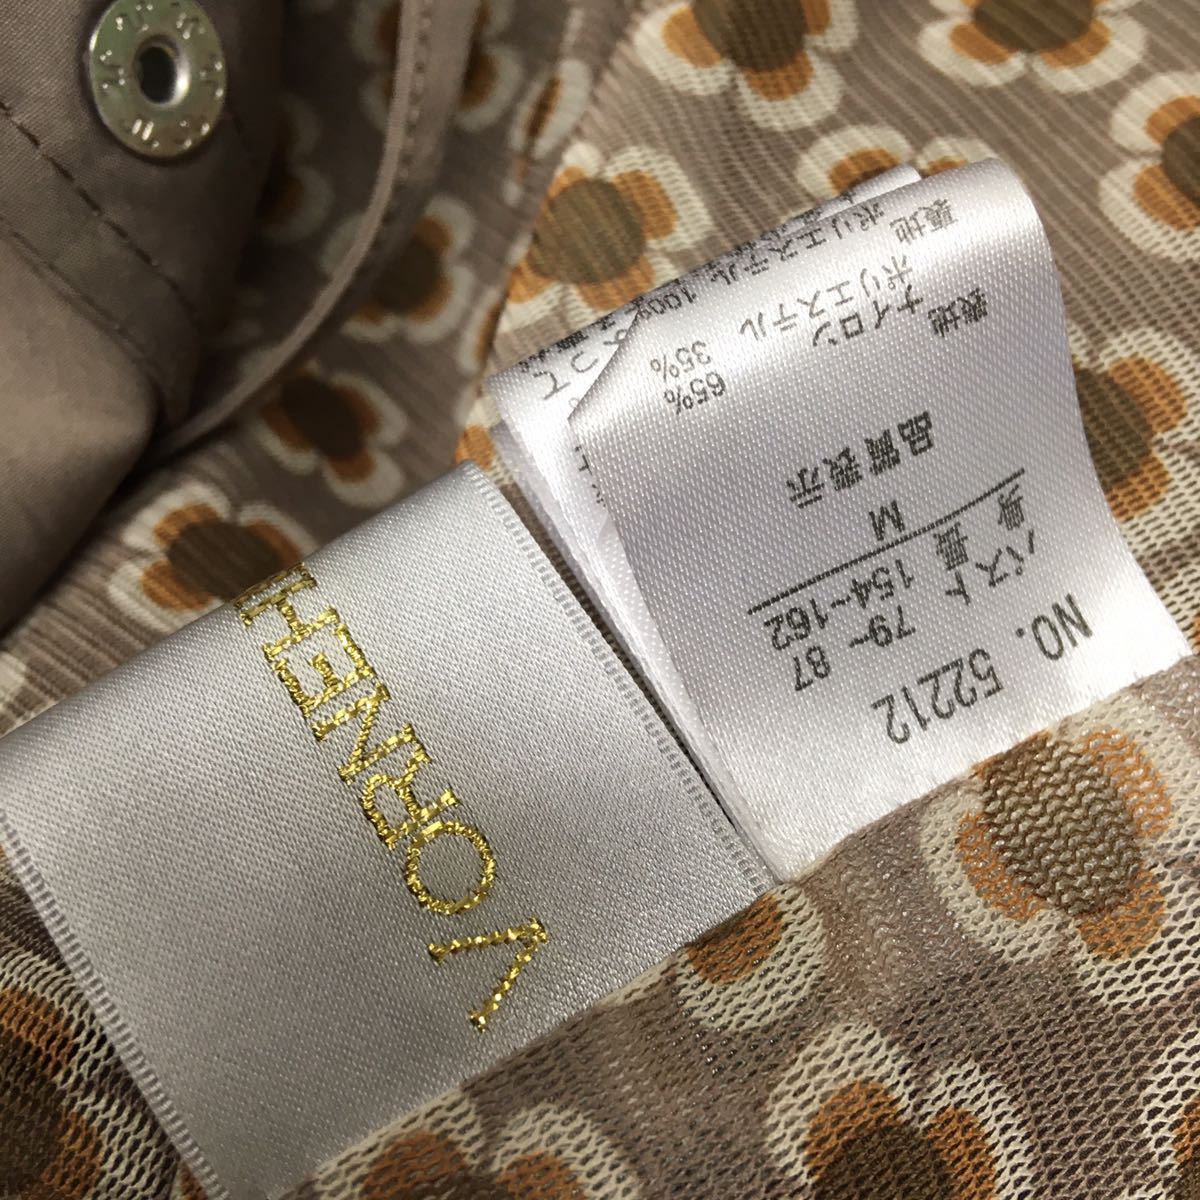 VORNEH
NO. 52212
バスト 79~ 87
身長 154~162
M
品質表示
表地
ナイロン 65%
ポリエステル 35%
裏地
ポリエステル 100